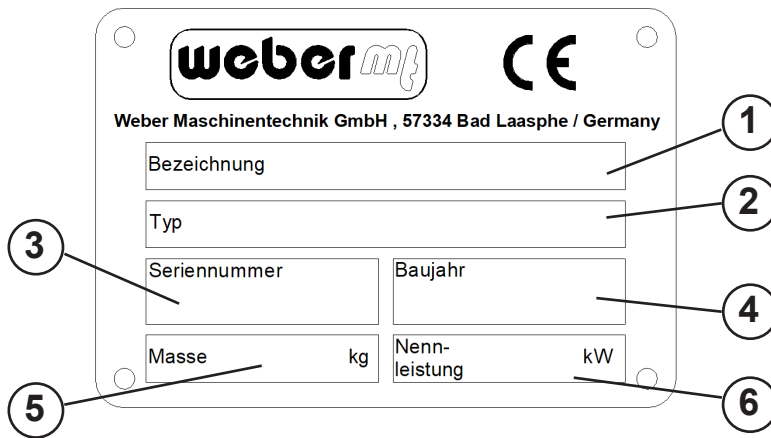 weber mt
CE
Weber Maschinentechnik GmbH , 57334 Bad Laasphe / Germany
1
Bezeichnung
2
Typ
3
Seriennummer
Baujahr
4
Masse kg
Nenn-
leistung kW
5
6